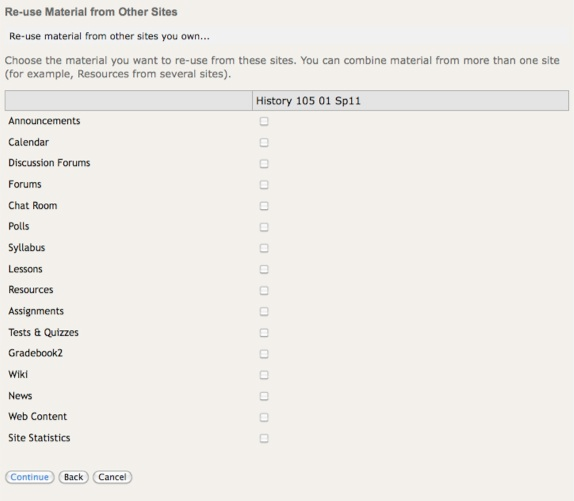 Re-use Material from Other Sites
Re-use Material from other sites you own...
Choose the material you want to re-use from these sites. You can combine material from more than one site
(for example, Resources from several sites).
History 105 01 Sp11
Announcements
Calendar
Discussion Forums
Forums
Chat Room
Polls
Syllabus
Lessons
Resources
Assignments
Tests & Quizzes
Gradebook2
Wiki
News
Web Content
Site Statistics
Continue Back Cancel